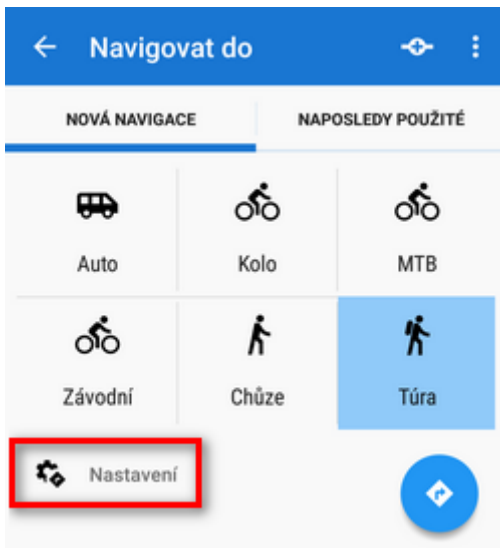 Navigovat do
NOVÁ NAVIGACE NAPOSLEDY POUŽITÉ
Auto Kolo MTB
Závodní Chůze Túra
Nastavení